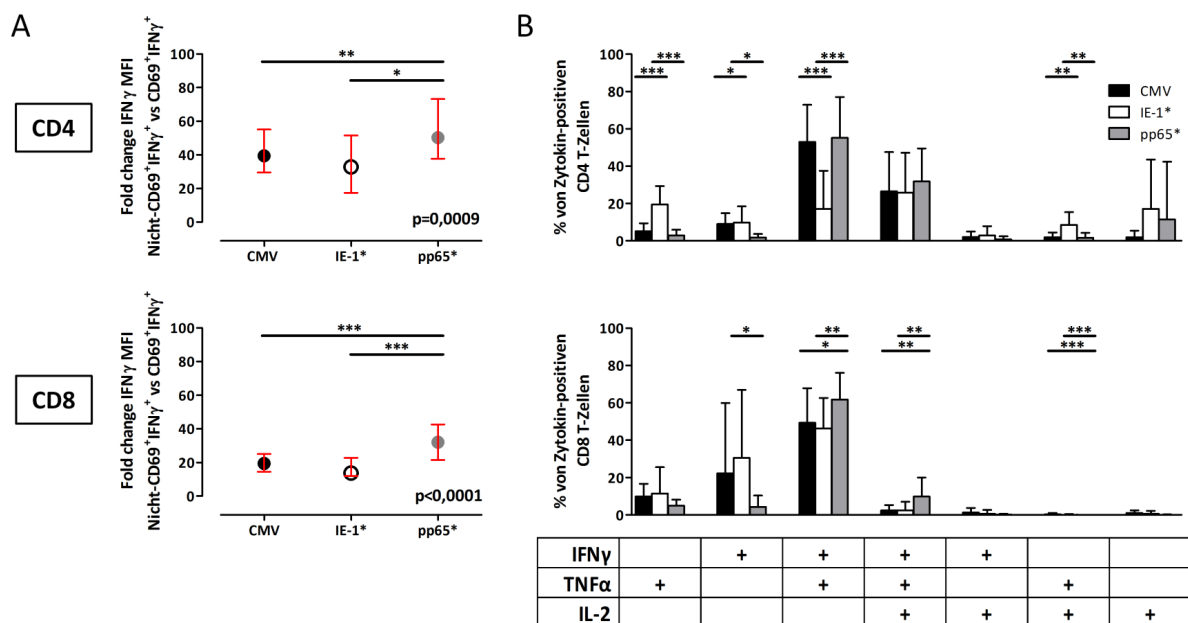 A
B
CD4
Fold change IFNγ MFI
Nicht-CD69⁺IFNγ⁺ vs CD69⁺IFNγ⁺
100
80
60
40
20
0
**
*
p=0,0009
CMV
IE-1*
pp65*
% von Zytokin-positiven
CD4 T-Zellen
100
80
60
40
20
0
*** * *** **
*** * *** **
CMV
IE-1*
pp65*
CD8
Fold change IFNγ MFI
Nicht-CD69⁺IFNγ⁺ vs CD69⁺IFNγ⁺
100
80
60
40
20
0
***
***
p<0,0001
CMV
IE-1*
pp65*
% von Zytokin-positiven
CD8 T-Zellen
100
80
60
40
20
0
* ** ** ***
* ** ***
IFNγ + + + +
TNFα + + + +
IL-2 + + + +